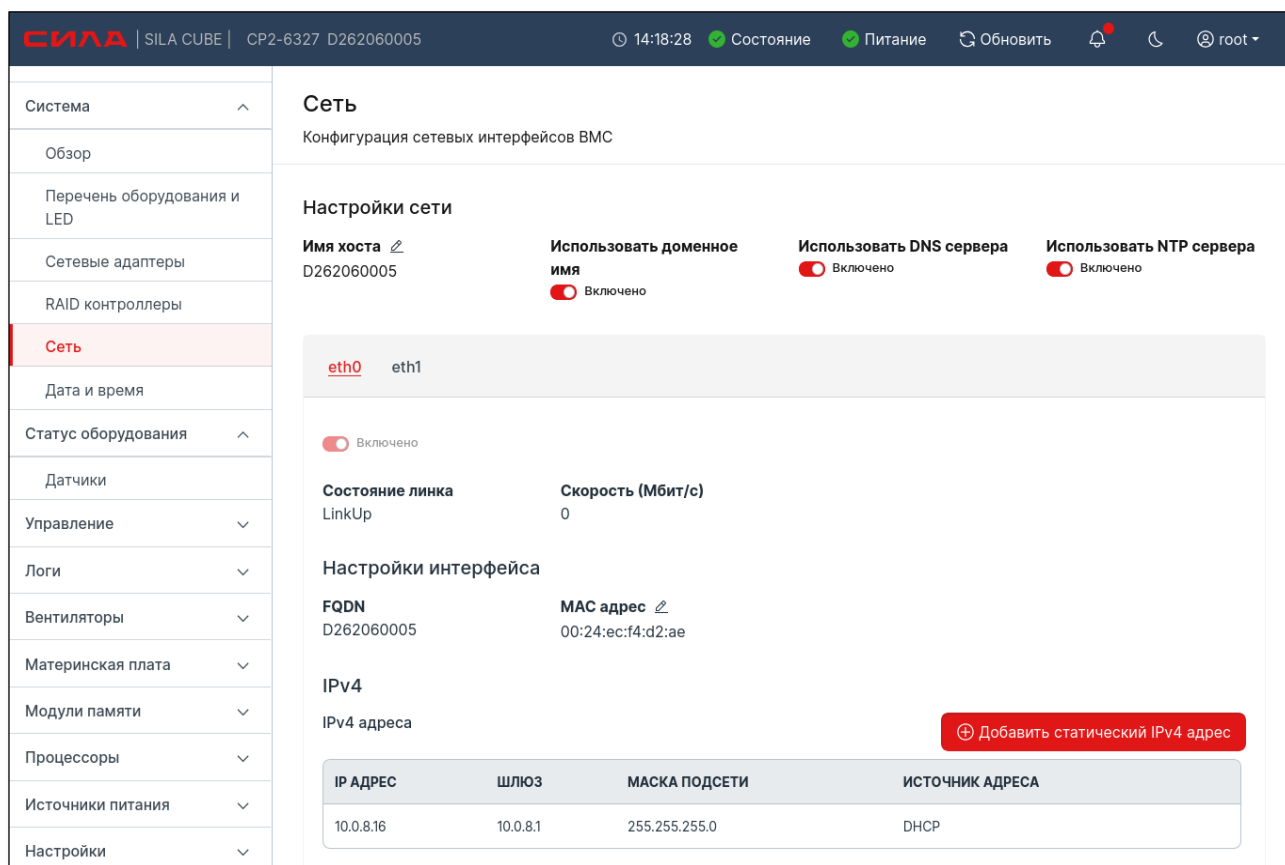 СИЛА | SILA CUBE | CP2-6327 D262060005 14:18:28 Состояние Питание Обновить root
Система
Обзор
Перечень оборудования и
LED
Сетевые адаптеры
RAID контроллеры
Сеть
Дата и время
Статус оборудования
Датчики
Управление
Логи
Вентиляторы
Материнская плата
Модули памяти
Процессоры
Источники питания
Настройки
Сеть
Конфигурация сетевых интерфейсов BMC
Настройки сети
Имя хоста
D262060005
Использовать доменное
имя
Включено
Использовать DNS сервера
Включено
Использовать NTP сервера
Включено
eth0 eth1
Включено
Состояние линка
LinkUp
Скорость (Мбит/с)
0
Настройки интерфейса
FQDN
D262060005
MAC адрес
00:24:ec:f4:d2:ae
IPv4
IPv4 адреса
Добавить статический IPv4 адрес
IP АДРЕС ШЛЮЗ МАСКА ПОДСЕТИ ИСТОЧНИК АДРЕСА
10.0.8.16 10.0.8.1 255.255.255.0 DHCP